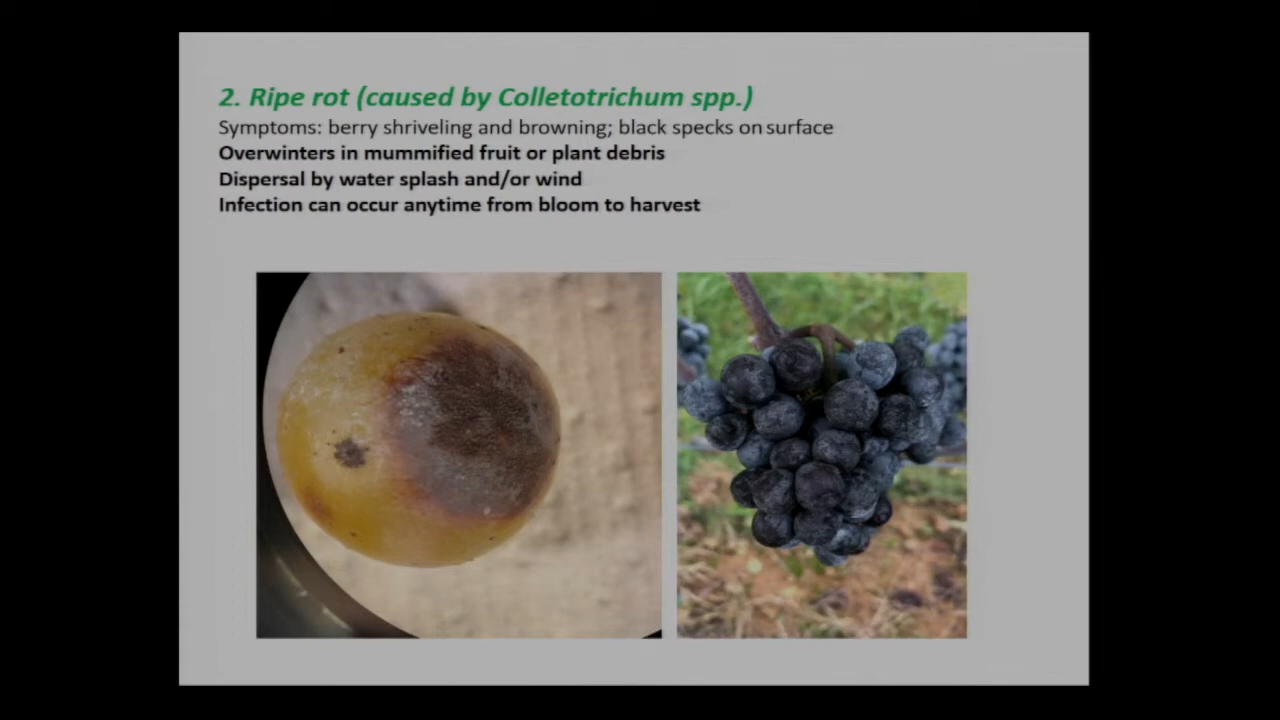 2. Ripe rot (caused by Colletotrichum spp.)
Symptoms: berry shriveling and browning; black specks on surface
Overwinters in mummified fruit or plant debris
Dispersal by water splash and/or wind
Infection can occur anytime from bloom to harvest